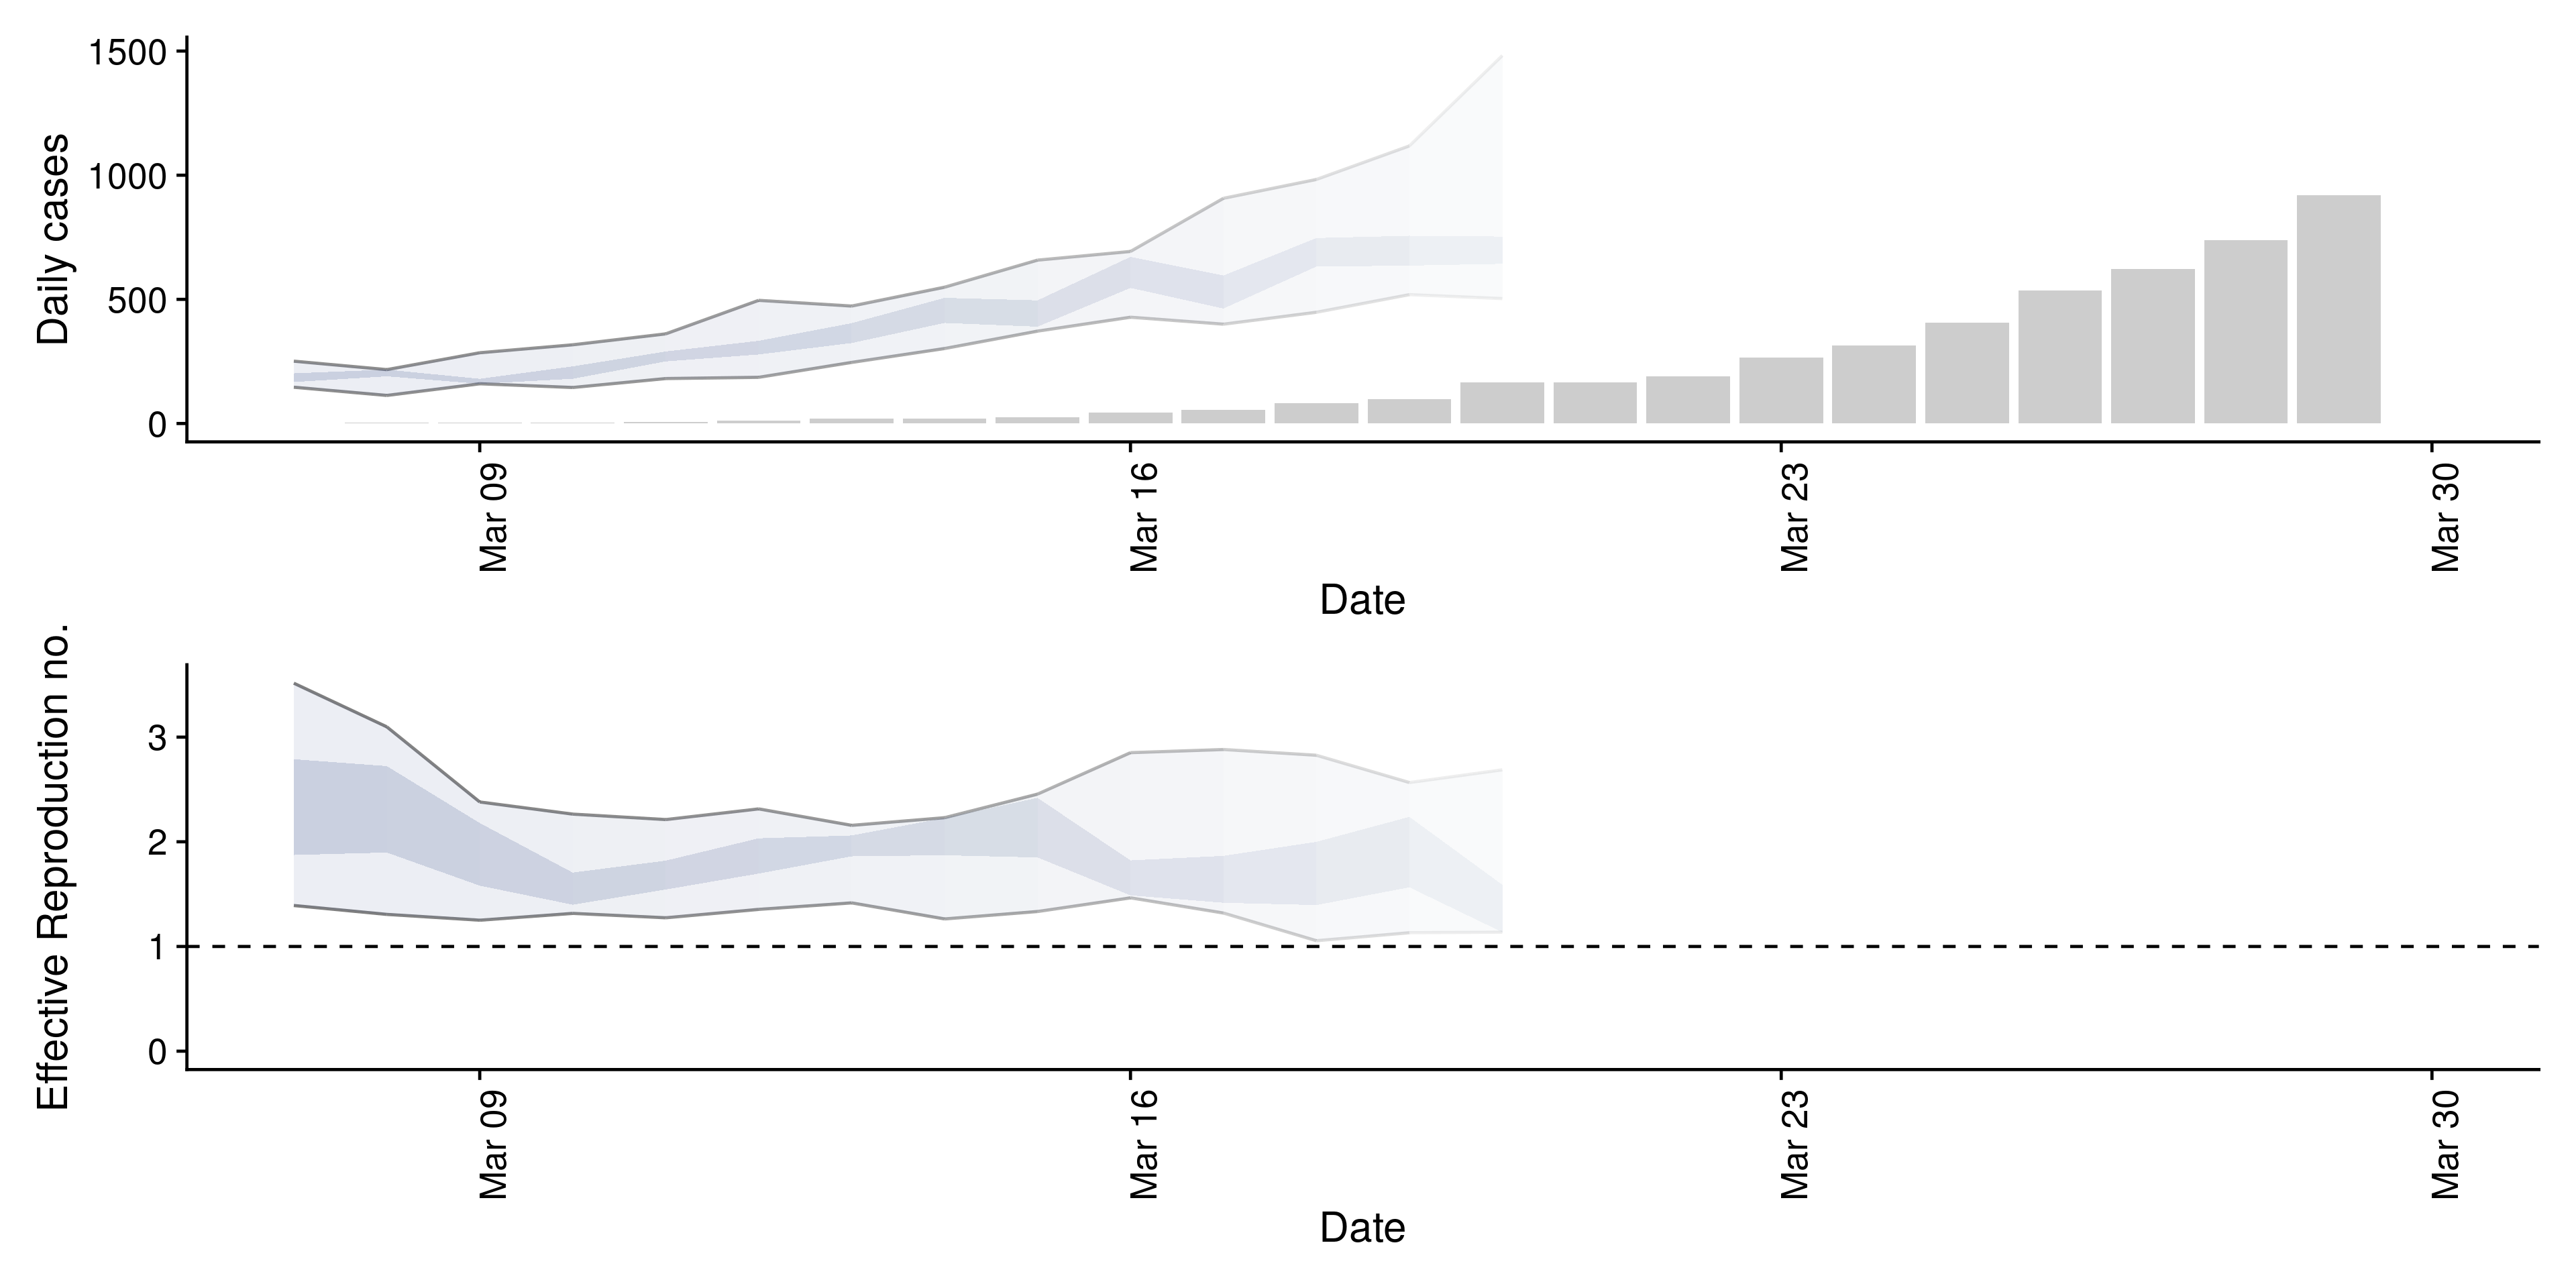 Daily cases
1500
1000
500
0
Mar 09
Mar 16
Mar 23
Mar 30
Date
Effective Reproduction no.
3
2
1
0
Mar 09
Mar 16
Mar 23
Mar 30
Date